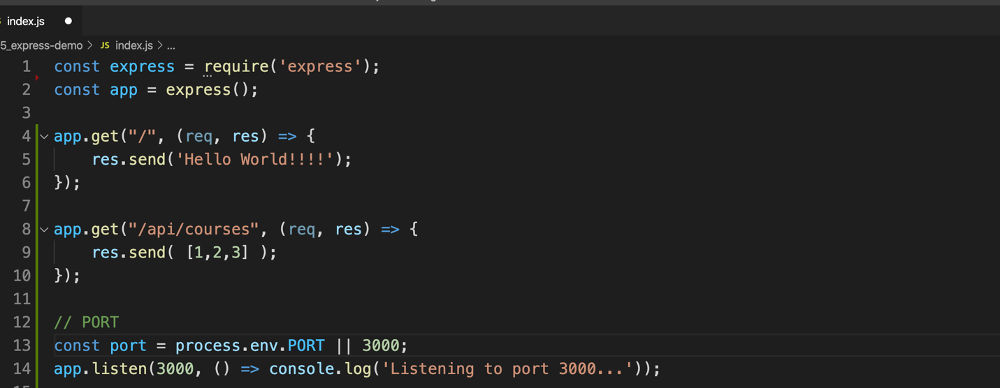 index.js
5_express-demo > JS index.js > ...
1 const express = require('express');
2 const app = express();
3
4 app.get("/", (req, res) => {
5 res.send('Hello World!!!!');
6 });
7
8 app.get("/api/courses", (req, res) => {
9 res.send( [1,2,3] );
10 });
11
12 // PORT
13 const port = process.env.PORT || 3000;
14 app.listen(3000, () => console.log('Listening to port 3000...'));